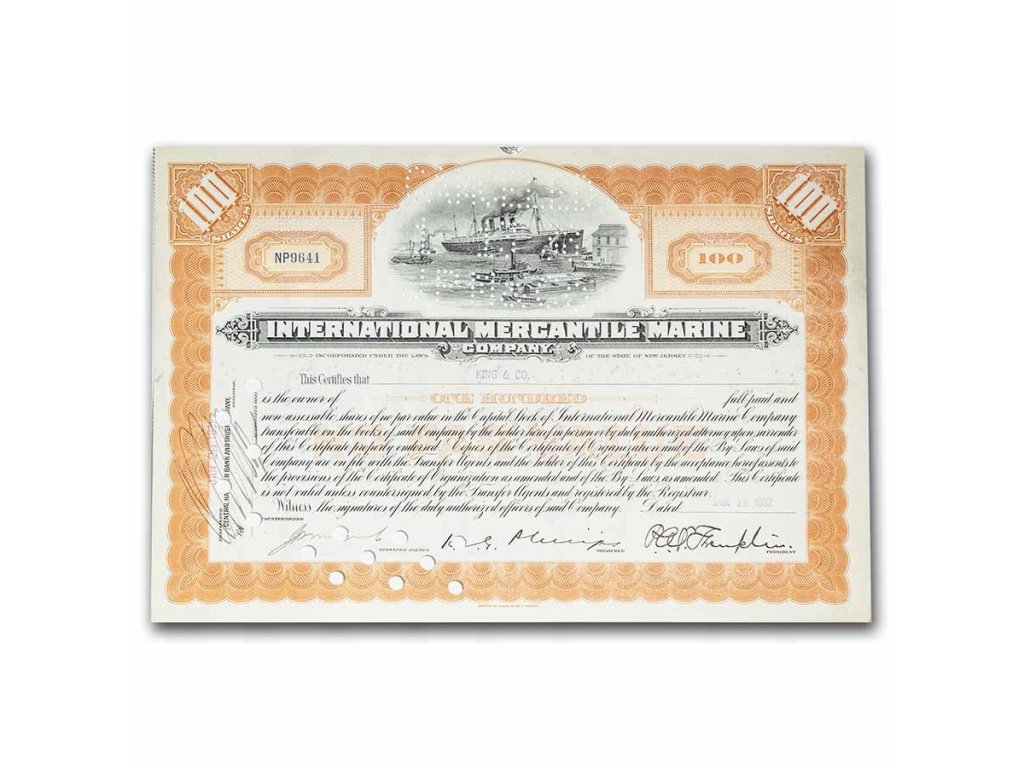 100 SHARES
100 SHARES
NP9641
100
INTERNATIONAL MERCANTILE MARINE
COMPANY
INCORPORATED UNDER THE LAWS OF THE STATE OF NEW JERSEY
This Certifies that KING & CO.
is the owner of ONE HUNDRED full paid and
non-assessable shares of no par value in the Capital Stock of International Mercantile Marine Company
transferable on the books of said Company by the holder hereof in person or by duly authorized attorney upon surrender
of this Certificate properly endorsed. Copies of the Certificate of Organization and of the By Laws of said
Company are on file with the Transfer Agents and the holder of this Certificate by the acceptance hereof assents to
the provisions of the Certificate of Organization as amended and of the By Laws as amended. This Certificate
is not valid unless countersigned by the Transfer Agents and registered by the Registrar.
Witness the signatures of the duly authorized officers of said Company. Dated JAN 26 1932
COUNTERSIGNED
TRANSFER AGENTS
TREASURER
P.A.S. Franklin.
PRESIDENT
BANK AND TRUST